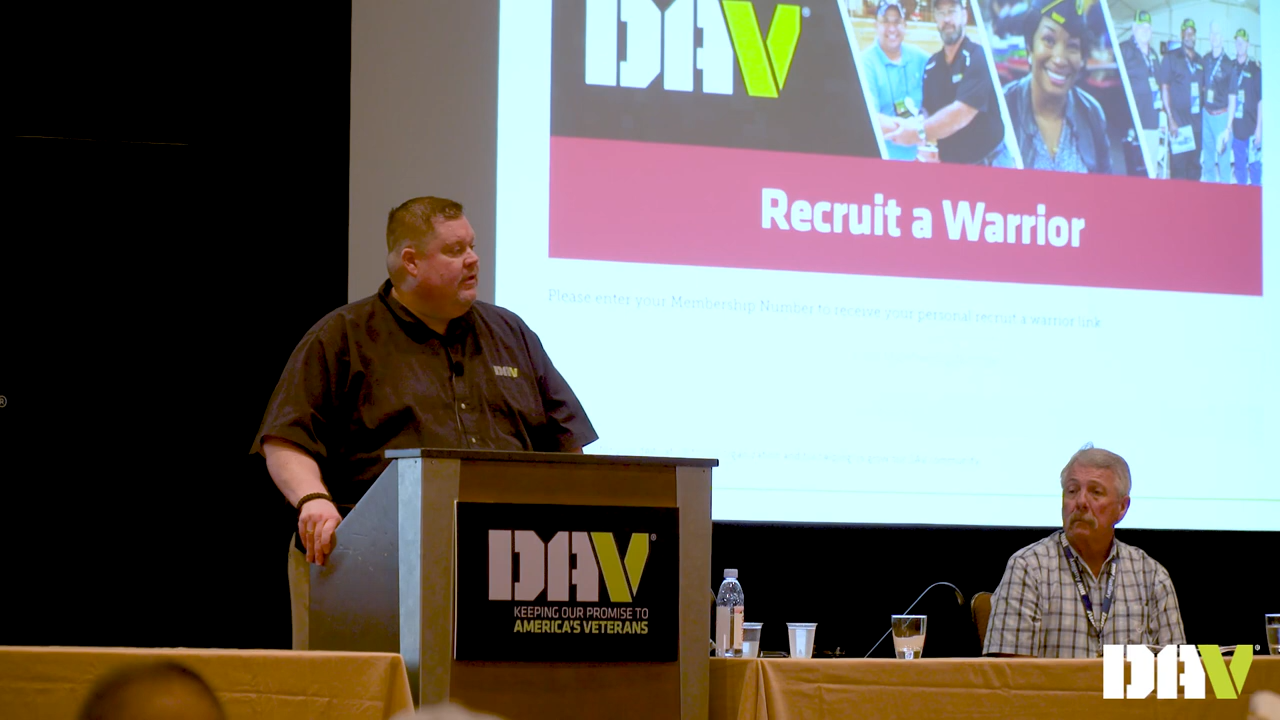 DAV®
Recruit a Warrior
Please enter your Membership Number to receive your personal recruit a warrior link
DAV
®
DAV®
KEEPING OUR PROMISE TO
AMERICA'S VETERANS
DAV®